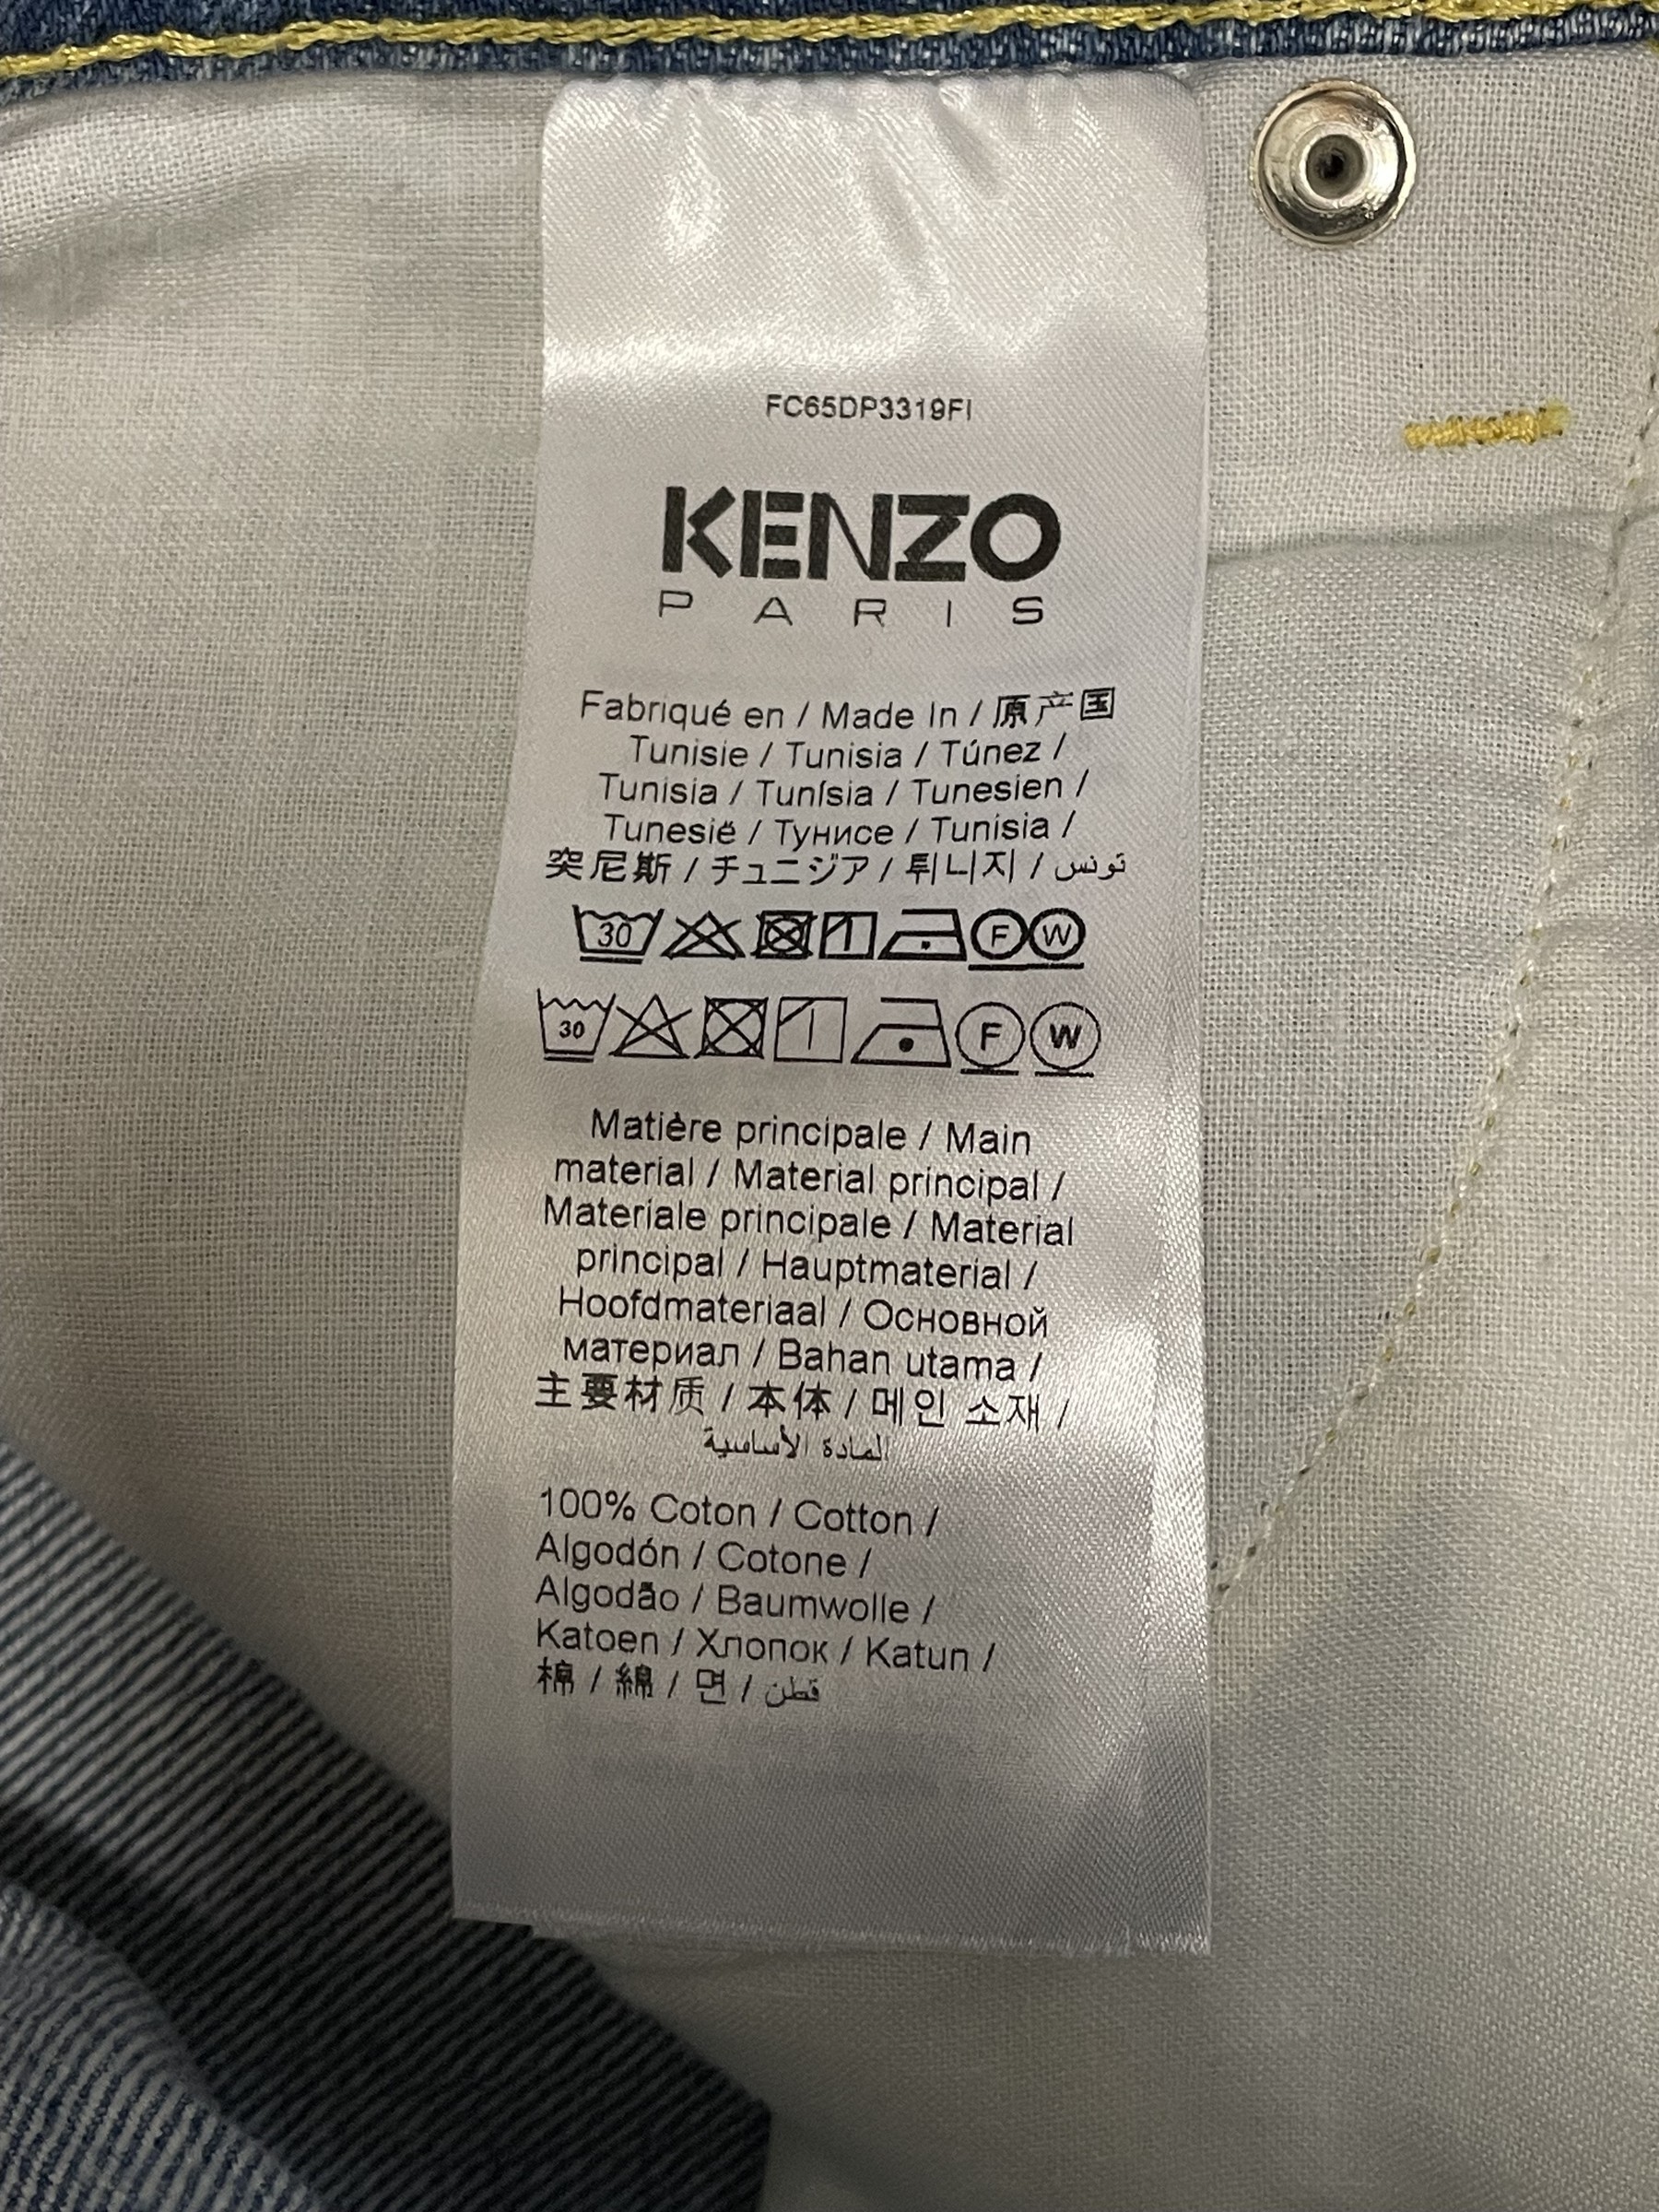 FC65DP3319FI
KENZO
PARIS
Fabriqué en / Made In / 原产国
Tunisie / Tunisia / Túnez /
Tunisia / Tunísia / Tunesien /
Tunesië / Тунисе / Tunisia /
突尼斯 / チュニジア / 튀니지 / تونس
30 F W
30 F W
Matière principale / Main
material / Material principal /
Materiale principale / Material
principal / Hauptmaterial /
Hoofdmateriaal / Основной
материал / Bahan utama /
主要材质 / 本体 / 메인 소재 /
المادة الأساسية
100% Coton / Cotton /
Algodón / Cotone /
Algodão / Baumwolle /
Katoen / Хлопок / Katun /
棉 / 綿 / 면 / قطن